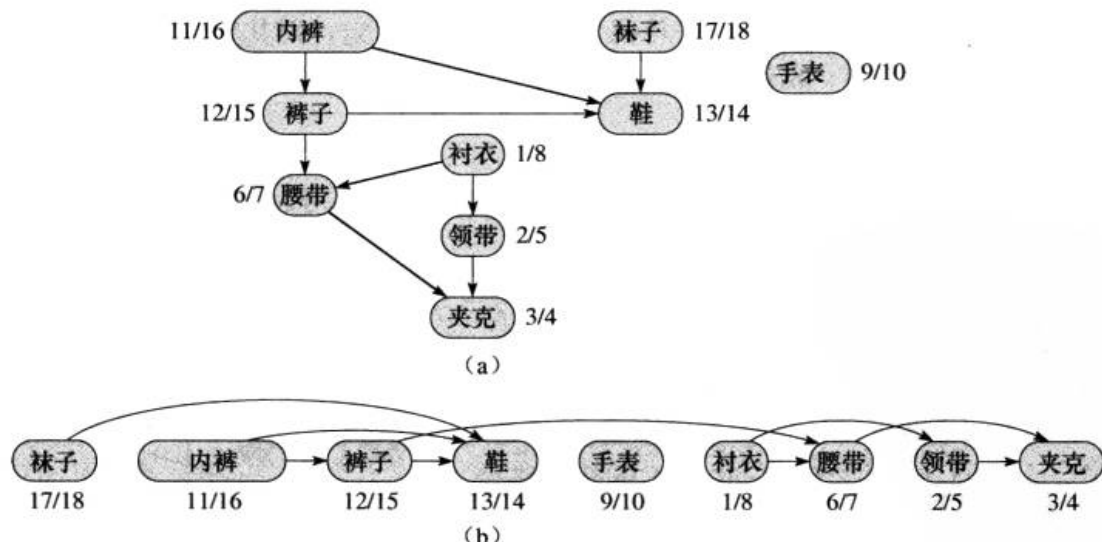 11/16 内裤 袜子 17/18
手表 9/10
12/15 裤子 鞋 13/14
衬衣 1/8
6/7 腰带
领带 2/5
夹克 3/4
(a)
袜子 内裤 裤子 鞋 手表 衬衣 腰带 领带 夹克
17/18 11/16 12/15 13/14 9/10 1/8 6/7 2/5 3/4
(b)